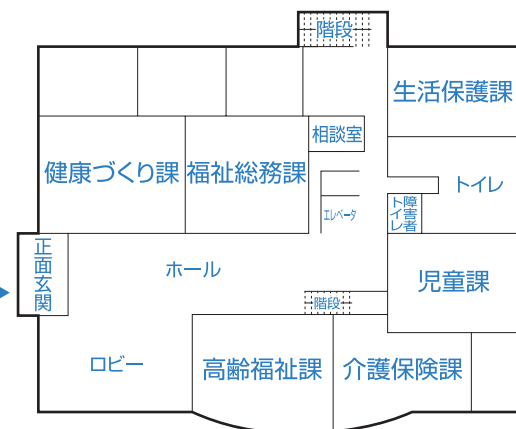 階段
生活保護課
相談室
健康づくり課
福祉総務課
トイレ
エレベータ
障害者
トイレ
正面玄関
ホール
児童課
階段
ロビー
高齢福祉課
介護保険課